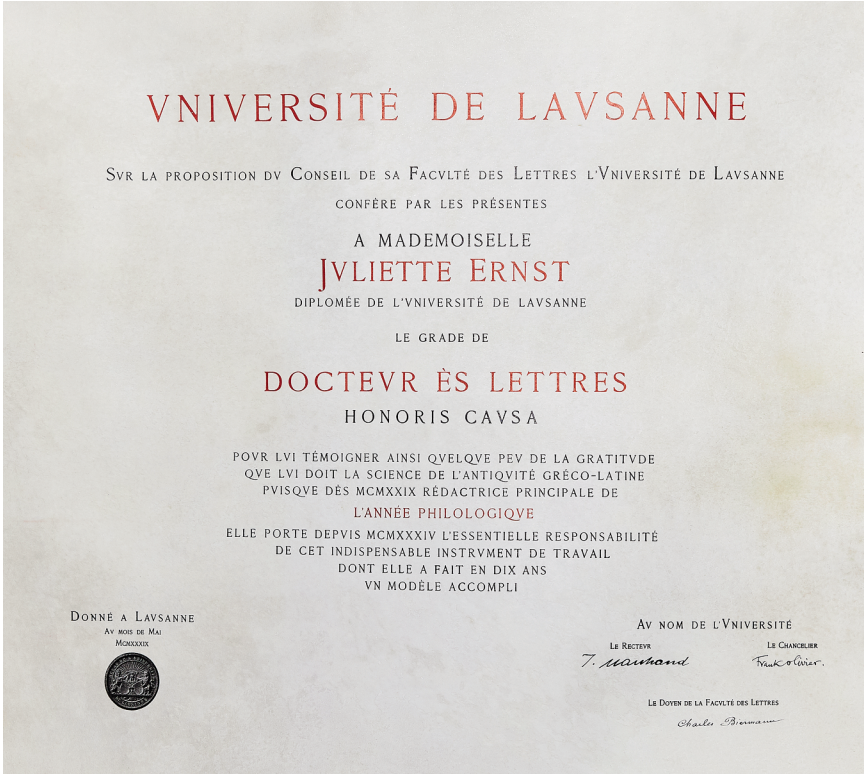 VNIVERSITÉ DE LAVSANNE
SVR LA PROPOSITION DV CONSEIL DE SA FACVLTÉ DES LETTRES L'VNIVERSITÉ DE LAVSANNE
CONFÈRE PAR LES PRÉSENTES
A MADEMOISELLE
JVLIETTE ERNST
DIPLOMÉE DE L'VNIVERSITÉ DE LAVSANNE
LE GRADE DE
DOCTEVR ÈS LETTRES
HONORIS CAVSA
POVR LVI TÉMOIGNER AINSI QVELQVE PEV DE LA GRATITVDE
QVE LVI DOIT LA SCIENCE DE L'ANTIQVITÉ GRÉCO-LATINE
PVISQVE DÈS MCMXXIX RÉDACTRICE PRINCIPALE DE
L'ANNÉE PHILOLOGIQVE
ELLE PORTE DEPVIS MCMXXXIV L'ESSENTIELLE RESPONSABILITÉ
DE CET INDISPENSABLE INSTRVMENT DE TRAVAIL
DONT ELLE A FAIT EN DIX ANS
VN MODÈLE ACCOMPLI
DONNÉ A LAVSANNE
AV MOIS DE MAI
MCMXXXIX
AV NOM DE L'VNIVERSITÉ
LE RECTEVR
J. Marchand
LE CHANCELIER
Frank Olivier.
LE DOYEN DE LA FACVLTÉ DES LETTRES
Charles Biermann